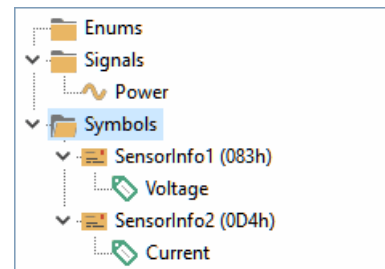 Enums
Signals
Power
Symbols
SensorInfo1 (083h)
Voltage
SensorInfo2 (0D4h)
Current